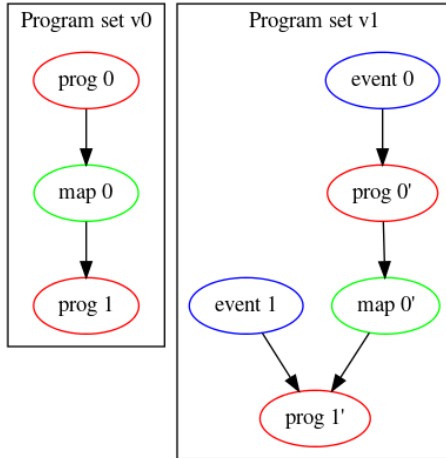 Program set v0
prog 0
map 0
prog 1
Program set v1
event 0
prog 0'
event 1
map 0'
prog 1'